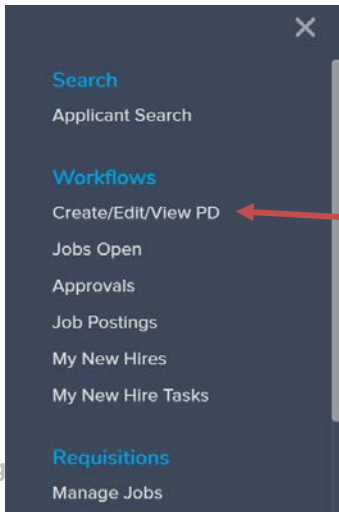 Search
Applicant Search
Workflows
Create/Edit/View PD
Jobs Open
Approvals
Job Postings
My New Hires
My New Hire Tasks
Requisitions
Manage Jobs